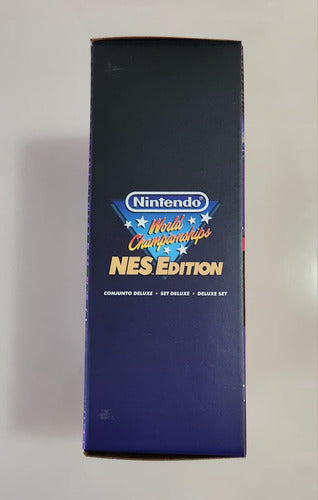 Nintendo®
World
Championships
NES EDITION
CONJUNTO DELUXE • SET DELUXE • DELUXE SET